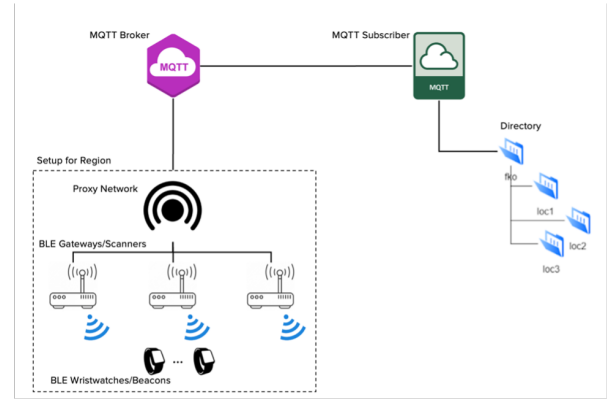 MQTT Broker
MQTT Subscriber
MQTT
MQTT
Directory
fko
loc1
loc2
loc3
Setup for Region
Proxy Network
BLE Gateways/Scanners
...
BLE Wristwatches/Beacons